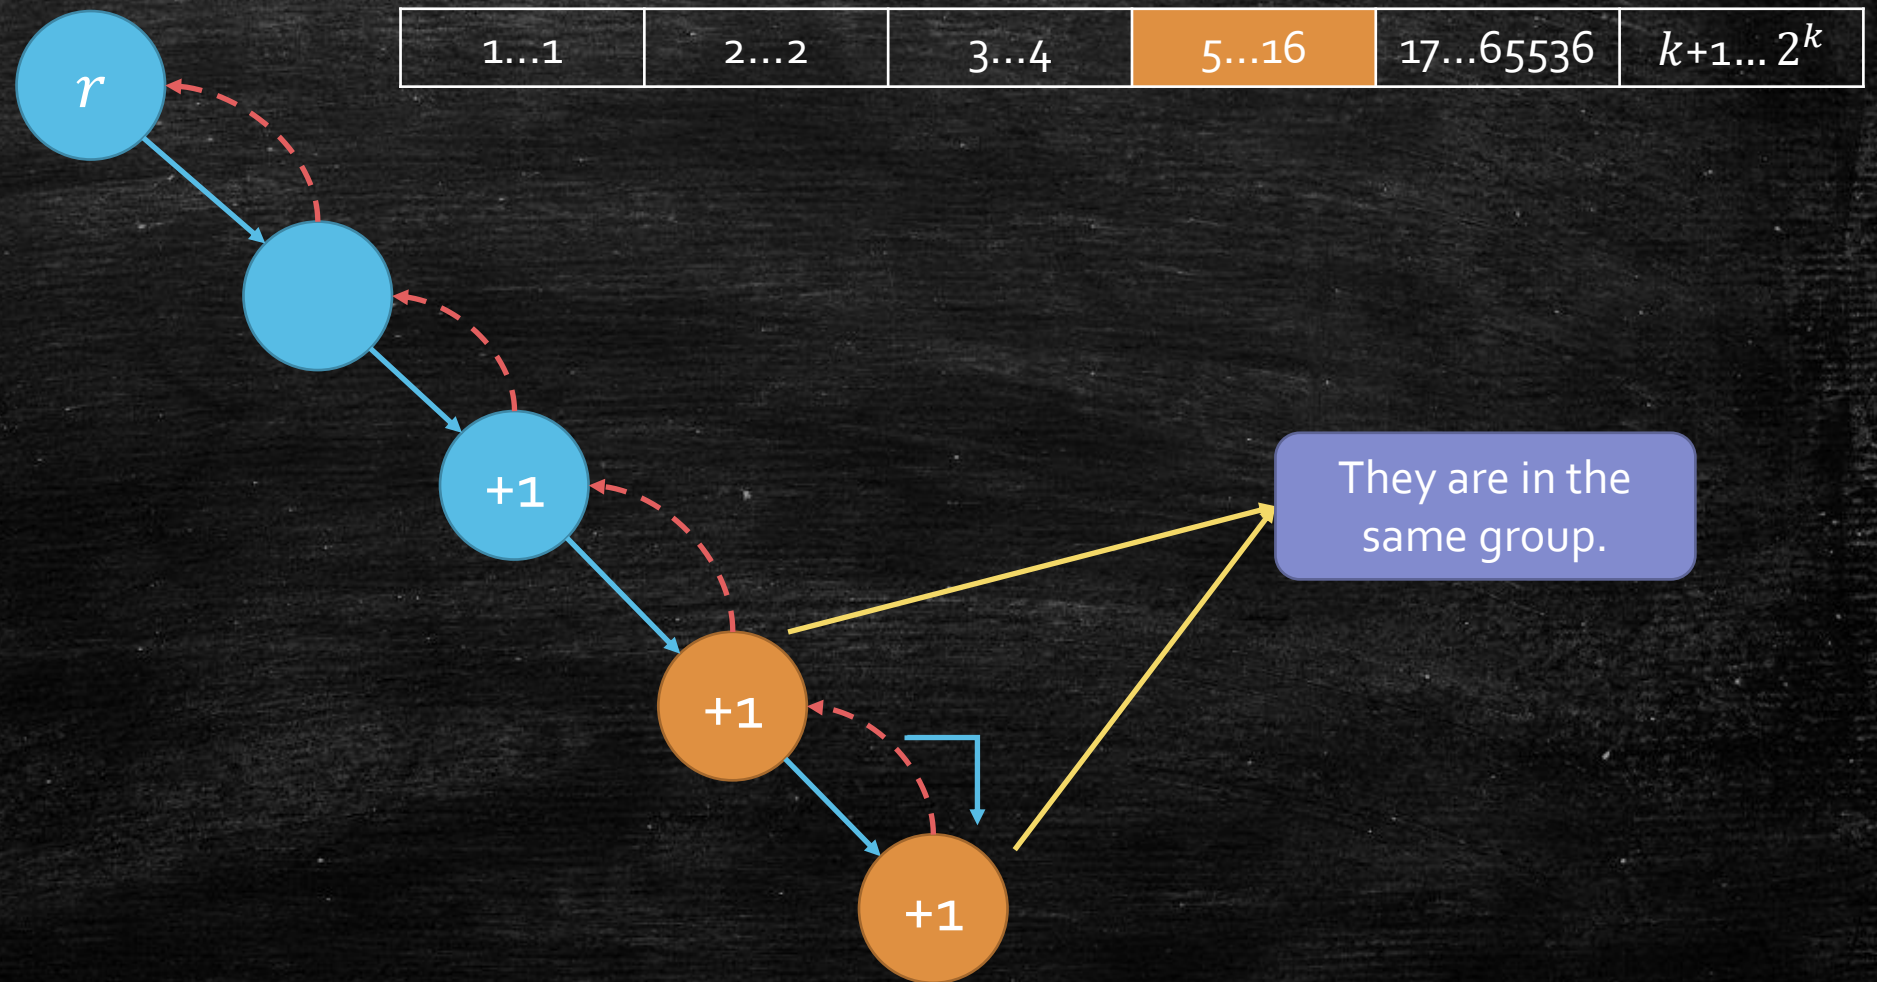 1...1 2...2 3...4 5...16 17...65536 k+1... 2^k
r
+1
They are in the
same group.
+1
+1